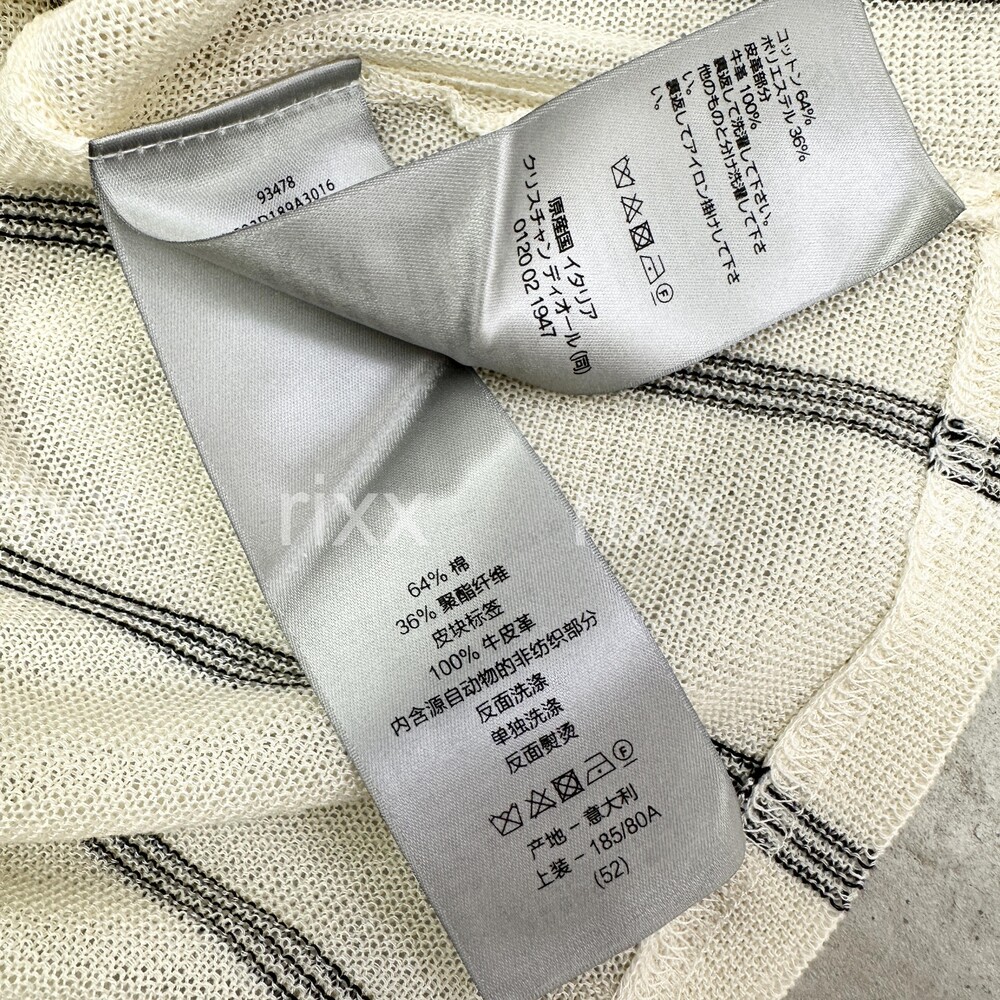 93478
03D189A3016
コットン 64%
ポリエステル 36%
皮革部分
牛革 100%
裏返して洗濯して下さい。
他のものと分け洗濯して下さ
い。
裏返してアイロン掛けして下さ
い。
F
原産国 イタリア
クリスチャン ディオール (同)
0120 02 1947
rixx
rixx
64% 棉
36% 聚酯纤维
皮块标签
100% 牛皮革
内含源自动物的非纺织部分
反面洗涤
单独洗涤
反面熨烫
F
产地 - 意大利
上装 - 185/80A
(52)